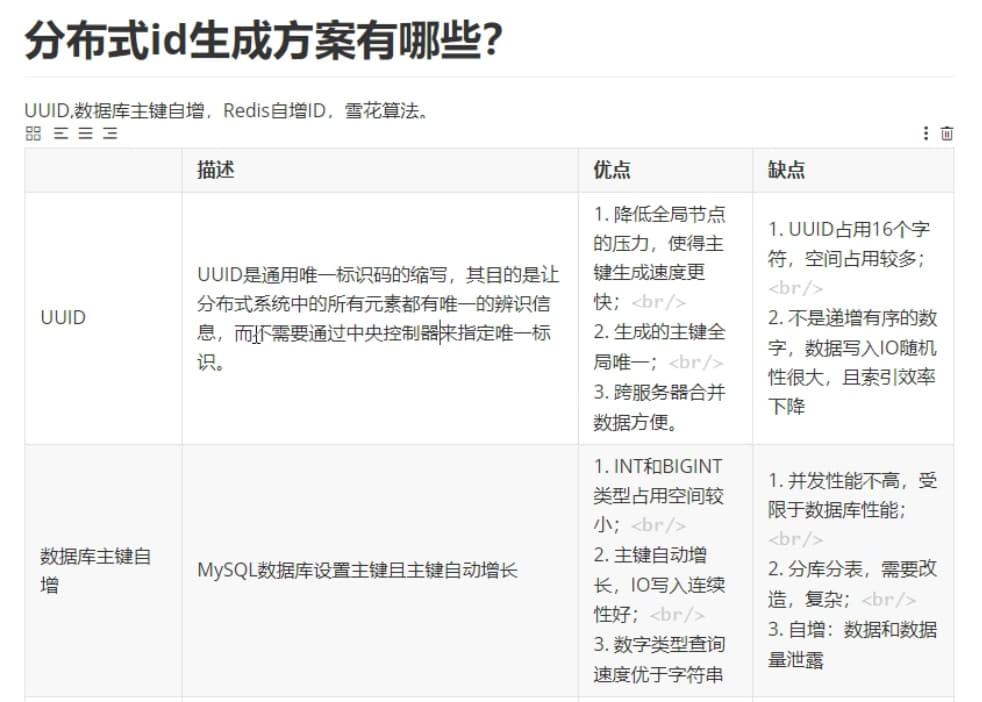 分布式id生成方案有哪些？
UUID,数据库主键自增，Redis自增ID，雪花算法。
描述
优点
缺点
UUID
UUID是通用唯一标识码的缩写，其目的是让
分布式系统中的所有元素都有唯一的辨识信
息，而不需要通过中央控制器来指定唯一标
识。
1. 降低全局节点
的压力，使得主
键生成速度更
快；<br/>
2. 生成的主键全
局唯一；<br/>
3. 跨服务器合并
数据方便。
1. UUID占用16个字
符，空间占用较多；
<br/>
2. 不是递增有序的数
字，数据写入IO随机
性很大，且索引效率
下降
数据库主键自
增
MySQL数据库设置主键且主键自动增长
1. INT和BIGINT
类型占用空间较
小；<br/>
2. 主键自动增
长，IO写入连续
性好；<br/>
3. 数字类型查询
速度优于字符串
1. 并发性能不高，受
限于数据库性能；
<br/>
2. 分库分表，需要改
造，复杂；<br/>
3. 自增：数据和数据
量泄露